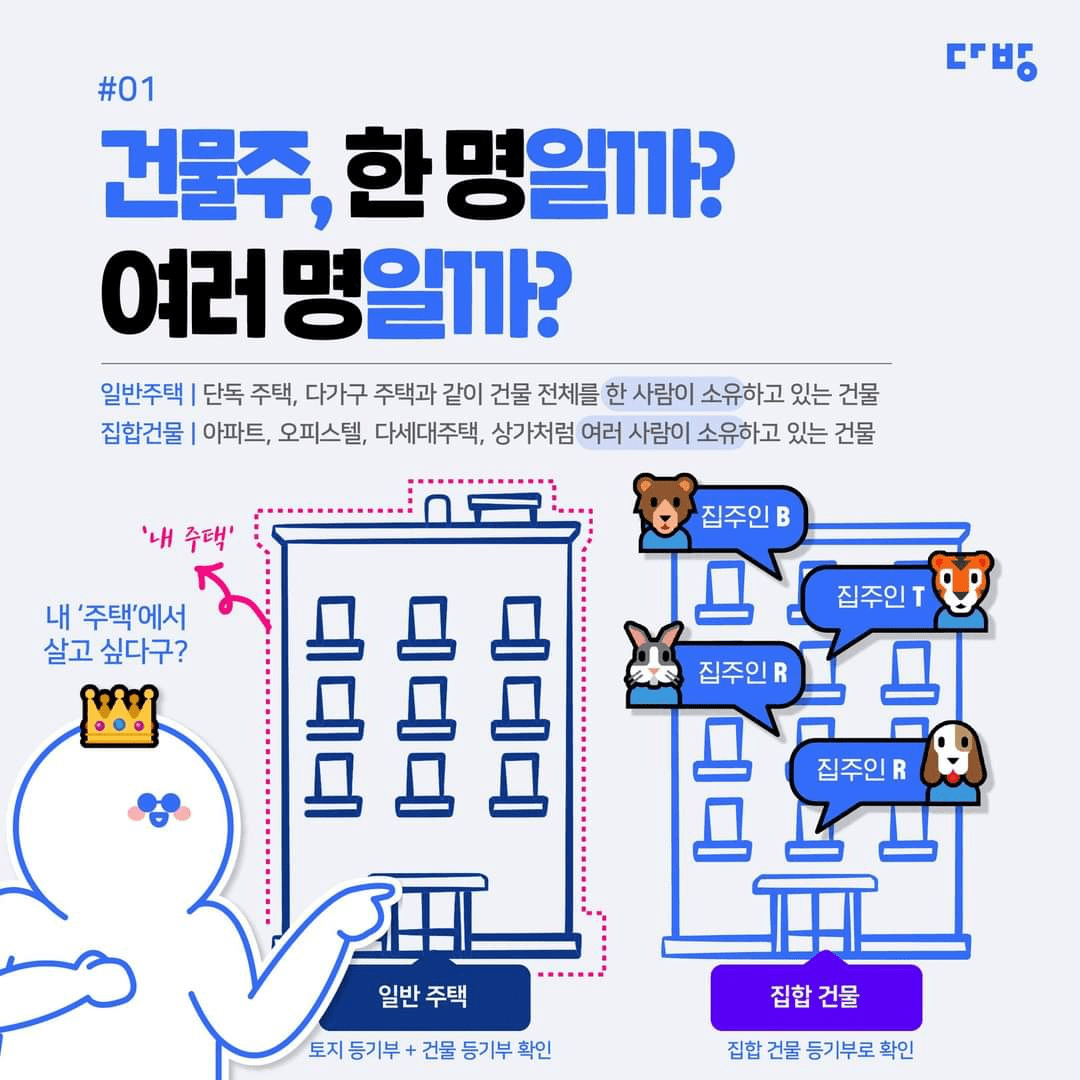 다방
#01
건물주, 한 명일까?
여러 명일까?
일반주택 | 단독 주택, 다가구 주택과 같이 건물 전체를 한 사람이 소유하고 있는 건물
집합건물 | 아파트, 오피스텔, 다세대주택, 상가처럼 여러 사람이 소유하고 있는 건물
'내 주택'
내 '주택'에서
살고 싶다구?
집주인 B
집주인 T
집주인 R
집주인 R
일반 주택
토지 등기부 + 건물 등기부 확인
집합 건물
집합 건물 등기부로 확인